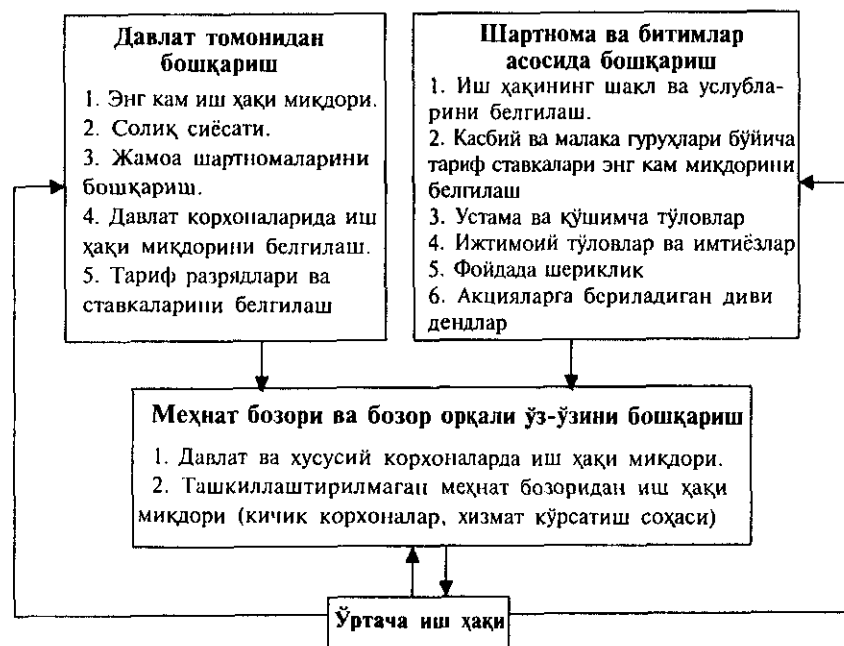 Давлат томонидан
бошқариш
1. Энг кам иш ҳақи миқдори.
2. Солиқ сиёсати.
3. Жамоа шартномаларини
бошқариш.
4. Давлат корхоналарида иш
ҳақи миқдорини белгилаш.
5. Тариф разрядлари ва
ставкаларини белгилаш
Шартнома ва битимлар
асосида бошқариш
1. Иш ҳақининг шакл ва услубла-
рини белгилаш.
2. Касбий ва малака гуруҳлари бўйича
тариф ставкалари энг кам миқдорини
белгилаш
3. Устама ва қўшимча тўловлар
4. Ижтимоий тўловлар ва имтиёзлар
5. Фойдада шериклик
6. Акцияларга бериладиган диви
дендлар
Меҳнат бозори ва бозор орқали ўз-ўзини бошқариш
1. Давлат ва хусусий корхоналарда иш ҳақи миқдори.
2. Ташкиллаштирилмаган меҳнат бозоридан иш ҳақи
миқдори (кичик корхоналар, хизмат кўрсатиш соҳаси)
Ўртача иш ҳақи